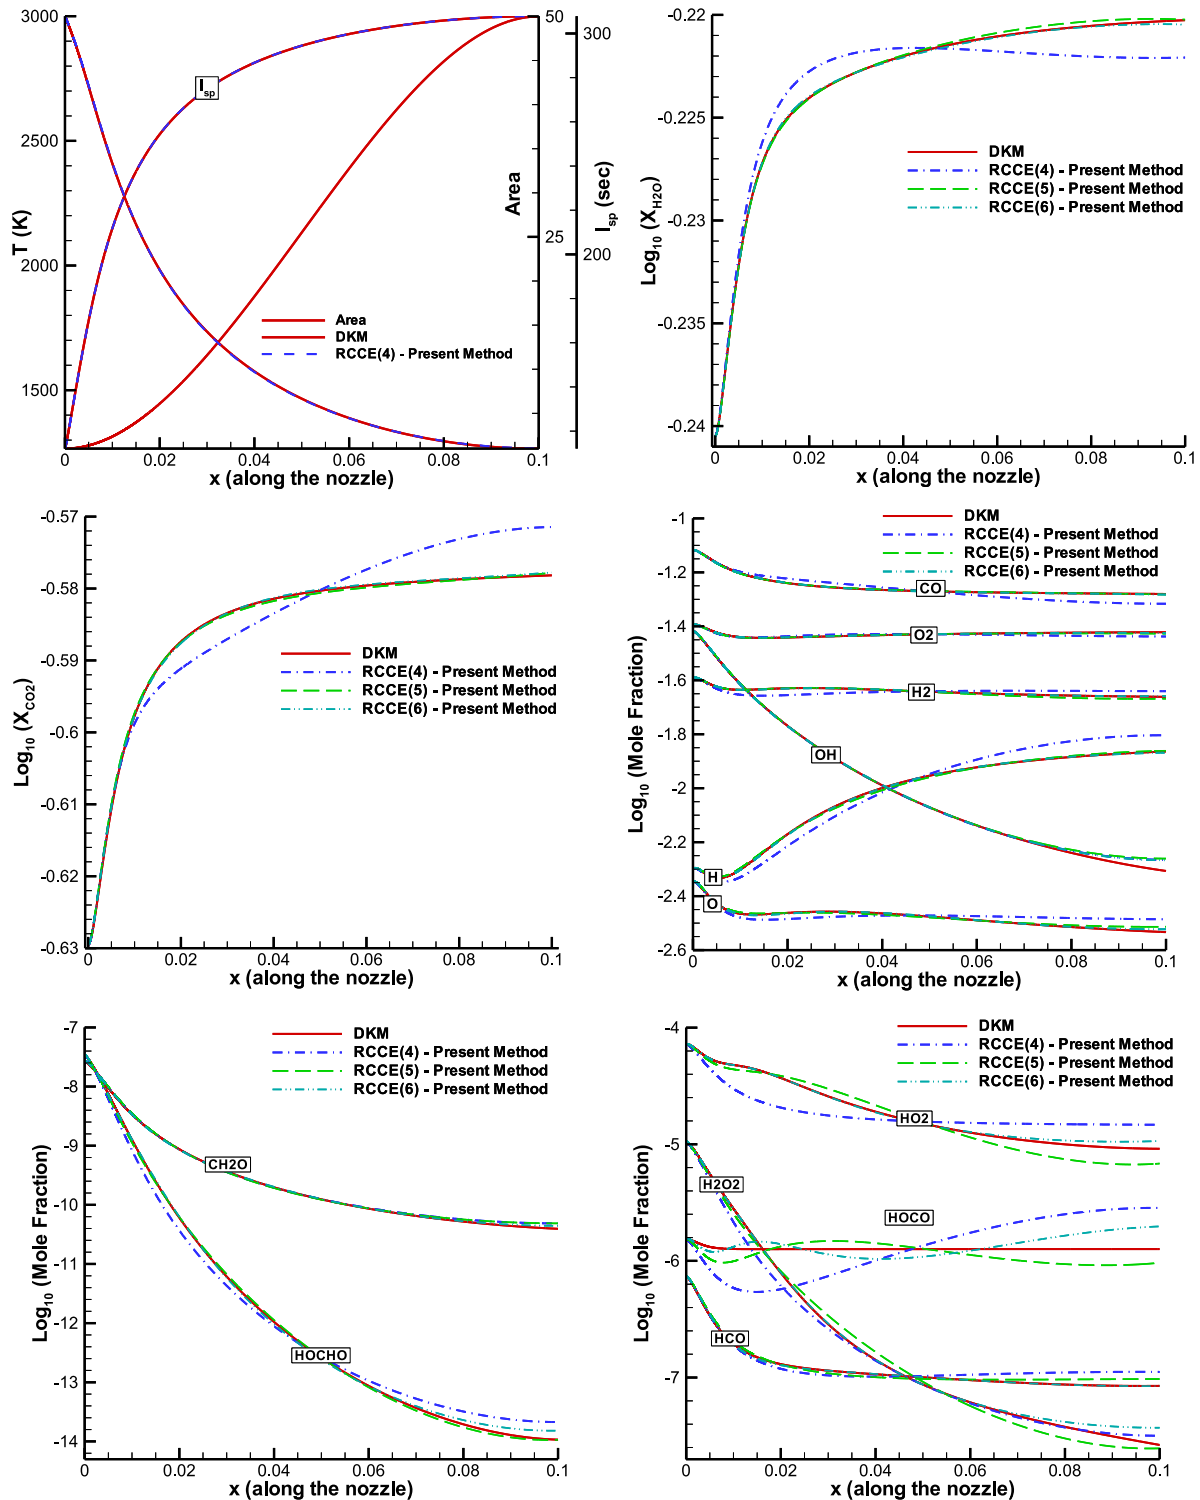 3000
2500
2000
1500
T (K)
I_sp
Area
DKM
RCCE(4) - Present Method
0
0.02
0.04
0.06
0.08
0.1
x (along the nozzle)
50
25
Area
300
200
I_sp (sec)
-0.22
-0.225
-0.23
-0.235
-0.24
Log₁₀ (X_H2O)
DKM
RCCE(4) - Present Method
RCCE(5) - Present Method
RCCE(6) - Present Method
0
0.02
0.04
0.06
0.08
0.1
x (along the nozzle)
-0.57
-0.58
-0.59
-0.6
-0.61
-0.62
-0.63
Log₁₀ (X_CO2)
DKM
RCCE(4) - Present Method
RCCE(5) - Present Method
RCCE(6) - Present Method
0
0.02
0.04
0.06
0.08
0.1
x (along the nozzle)
-1
-1.2
-1.4
-1.6
-1.8
-2
-2.2
-2.4
-2.6
Log₁₀ (Mole Fraction)
DKM
RCCE(4) - Present Method
RCCE(5) - Present Method
RCCE(6) - Present Method
CO
O2
H2
OH
H
O
0
0.02
0.04
0.06
0.08
0.1
x (along the nozzle)
-7
-8
-9
-10
-11
-12
-13
-14
Log₁₀ (Mole Fraction)
DKM
RCCE(4) - Present Method
RCCE(5) - Present Method
RCCE(6) - Present Method
CH2O
HOCHO
0
0.02
0.04
0.06
0.08
0.1
x (along the nozzle)
-4
-5
-6
-7
Log₁₀ (Mole Fraction)
DKM
RCCE(4) - Present Method
RCCE(5) - Present Method
RCCE(6) - Present Method
HO2
H2O2
HOCO
HCO
0
0.02
0.04
0.06
0.08
0.1
x (along the nozzle)